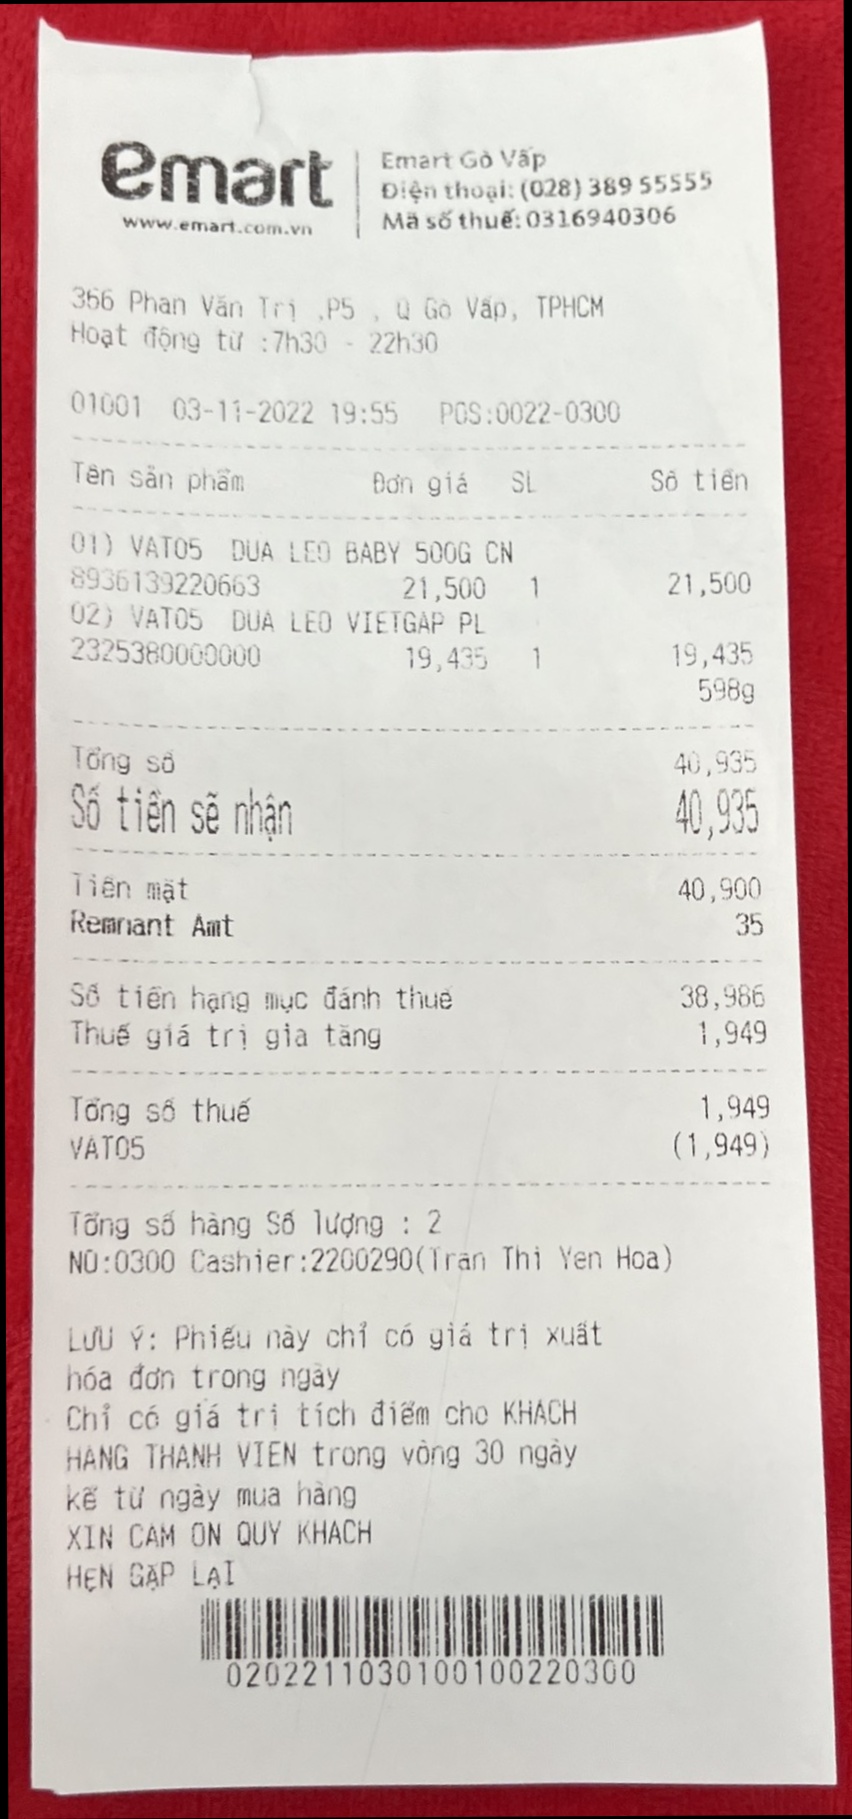 emart
www.emart.com.vn
Emart Gò Vấp
Điện thoại: (028) 389 55555
Mã số thuế: 0316940306
366 Phan Văn Trị ,P5 , Q Gò Vấp, TPHCM
Hoạt động từ :7h30 - 22h30
01001 03-11-2022 19:55 POS:0022-0300
Tên sản phẩm Đơn giá SL Số tiền
01) VAT05 DUA LEO BABY 500G CN
8936139220663 21,500 1 21,500
02) VAT05 DUA LEO VIETGAP PL
2325380000000 19,435 1 19,435
598g
Tổng số 40,935
Số tiền sẽ nhận 40,935
Tiền mặt 40,900
Remnant Amt 35
Số tiền hạng mục đánh thuế 38,986
Thuế giá trị gia tăng 1,949
Tổng số thuế 1,949
VAT05 (1,949)
Tổng số hàng Số lượng : 2
NO:0300 Cashier:2200290(Tran Thi Yen Hoa)
LƯU Ý: Phiếu này chỉ có giá trị xuất
hóa đơn trong ngày
Chỉ có giá trị tích điểm cho KHACH
HANG THANH VIEN trong vòng 30 ngày
kể từ ngày mua hàng
XIN CAM ON QUY KHACH
HẸN GẶP LẠI
020221103010010022​0300